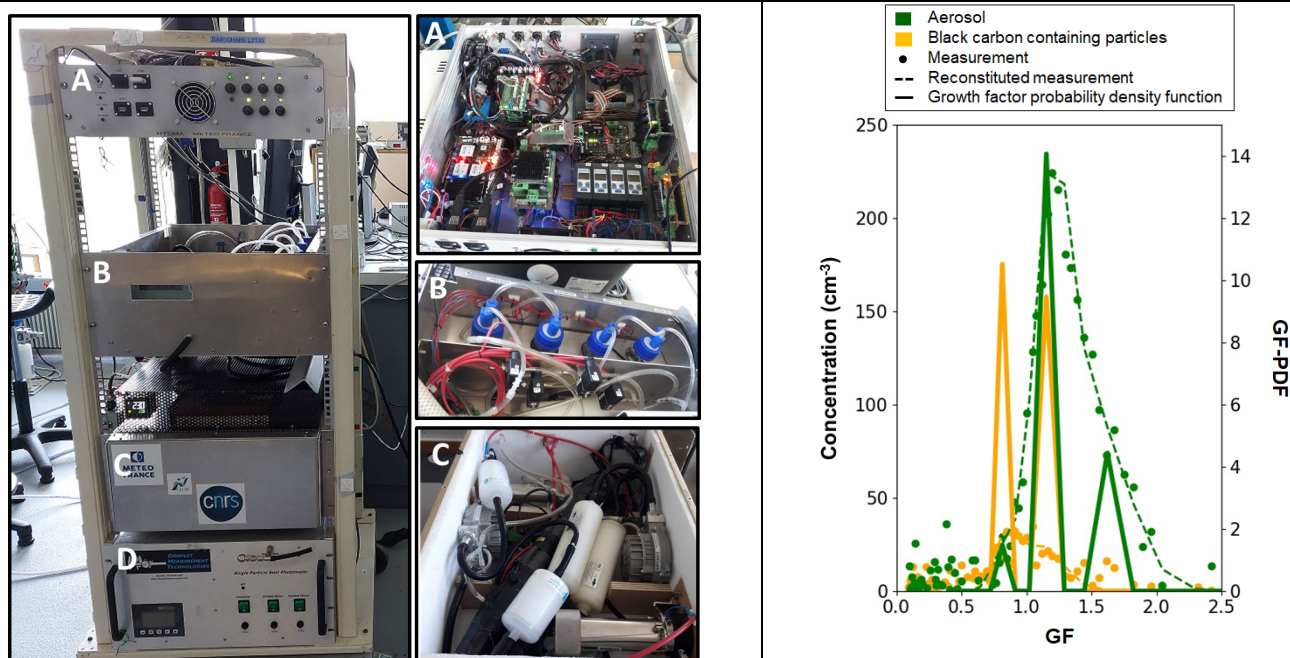 A
HTDMA METEO-FRANCE
B
C
METEO
FRANCE
cnrs
D
DROPLET
MEASUREMENT
TECHNOLOGIES
Single Particle Soot Photometer
A
B
C
Aerosol
Black carbon containing particles
Measurement
Reconstituted measurement
Growth factor probability density function
Concentration (cm⁻³)
250
200
150
100
50
0
0.0 0.5 1.0 1.5 2.0 2.5
GF
14
12
10
8
6
4
2
0
GF-PDF